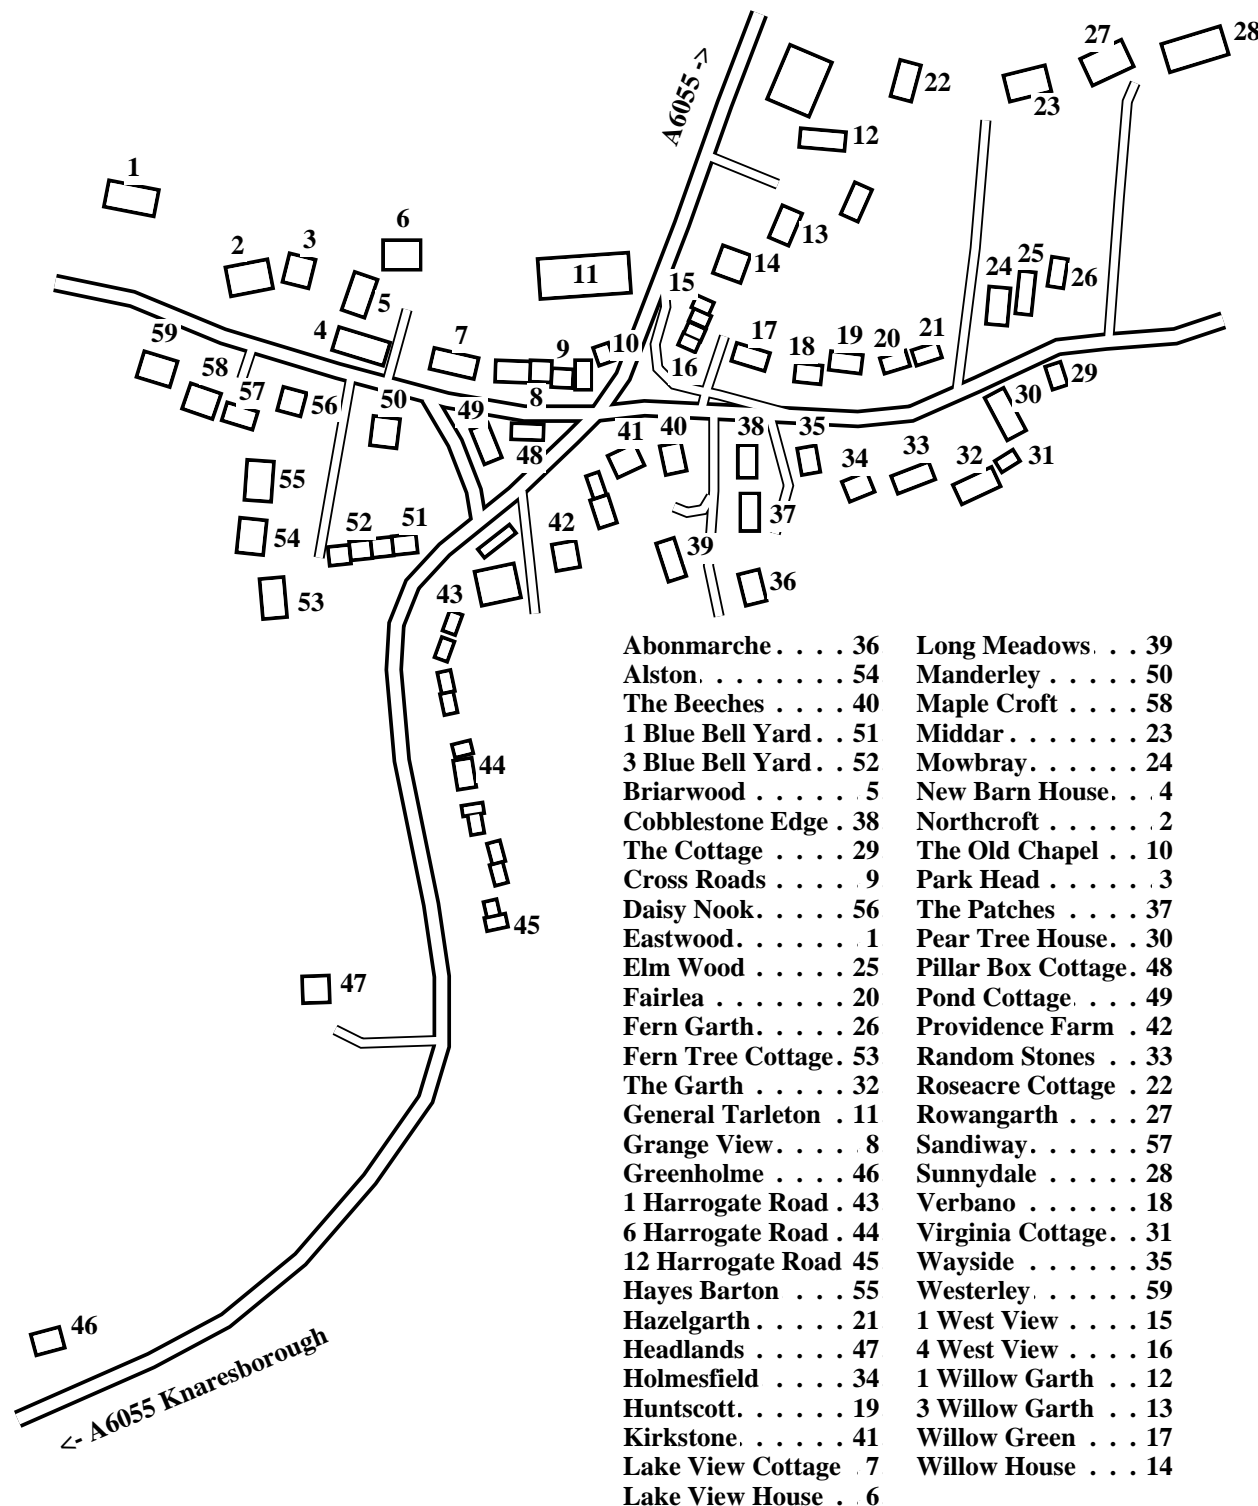 28
27
A6055 ->
22
23
12
1
6
3
2
13
14
5
11
15
25
24
26
4
59
7
10
9
16
17
18
19
20
21
58
57
56
50
49
8
48
29
30
41
40
38
35
34
33
32
31
55
54
52
51
42
37
39
36
53
43
44
45
47
46
<- A6055 Knaresborough
Abonmarche . . . . 36
Alston. . . . . . . . 54
The Beeches . . . . 40
1 Blue Bell Yard . . 51
3 Blue Bell Yard . . 52
Briarwood . . . . . . 5
Cobblestone Edge . 38
The Cottage . . . . 29
Cross Roads . . . . . 9
Daisy Nook. . . . . 56
Eastwood. . . . . . . 1
Elm Wood . . . . . 25
Fairlea . . . . . . . 20
Fern Garth. . . . . 26
Fern Tree Cottage. 53
The Garth . . . . . 32
General Tarleton . 11
Grange View. . . . . 8
Greenholme . . . . 46
1 Harrogate Road . 43
6 Harrogate Road . 44
12 Harrogate Road 45
Hayes Barton . . . 55
Hazelgarth . . . . . 21
Headlands . . . . . 47
Holmesfield . . . . 34
Huntscott. . . . . . 19
Kirkstone. . . . . . 41
Lake View Cottage . 7
Lake View House . . 6
Long Meadows. . . 39
Manderley . . . . . 50
Maple Croft . . . . 58
Middar . . . . . . . 23
Mowbray. . . . . . 24
New Barn House. . . 4
Northcroft . . . . . . 2
The Old Chapel . . 10
Park Head . . . . . . 3
The Patches . . . . 37
Pear Tree House. . 30
Pillar Box Cottage. 48
Pond Cottage. . . . 49
Providence Farm . 42
Random Stones . . 33
Roseacre Cottage . 22
Rowangarth . . . . 27
Sandiway. . . . . . 57
Sunnydale . . . . . 28
Verbano . . . . . . 18
Virginia Cottage. . 31
Wayside . . . . . . 35
Westerley. . . . . . 59
1 West View . . . . 15
4 West View . . . . 16
1 Willow Garth . . 12
3 Willow Garth . . 13
Willow Green . . . 17
Willow House . . . 14